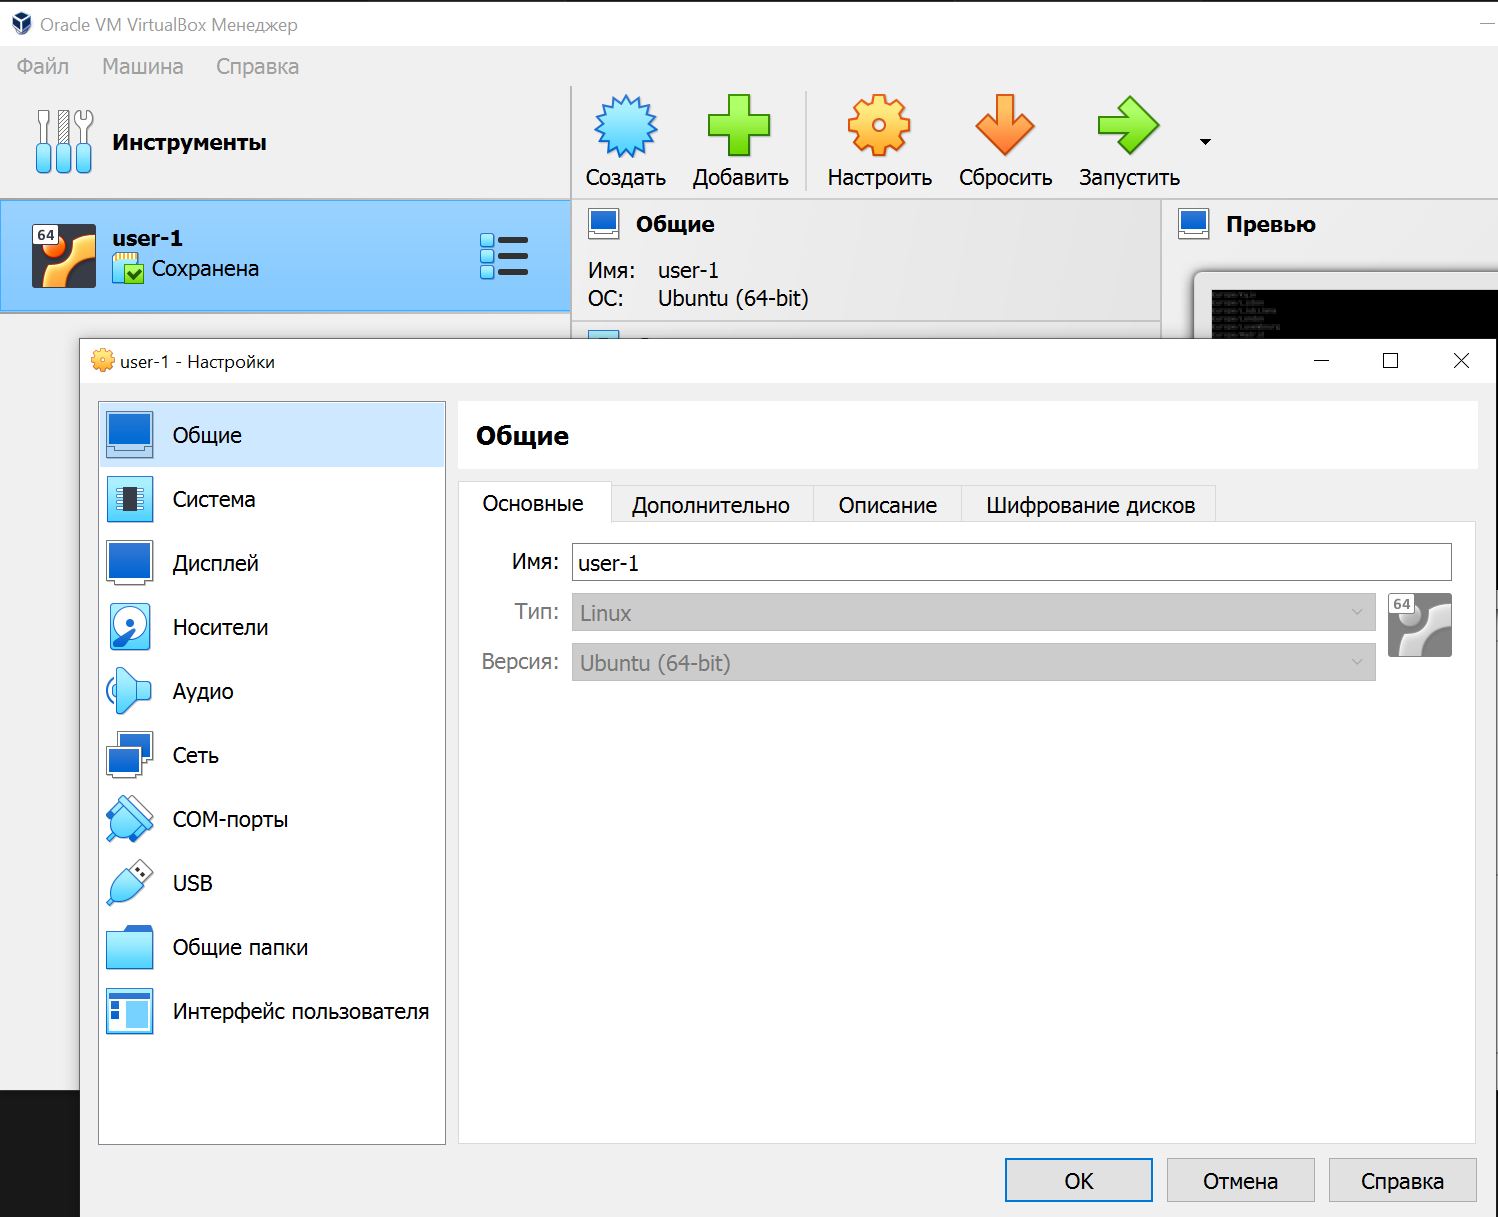 Oracle VM VirtualBox Менеджер
Файл Машина Справка
Инструменты
Создать Добавить Настроить Сбросить Запустить
64
user-1
Сохранена
Общие
Имя: user-1
ОС: Ubuntu (64-bit)
Превью
user-1 - Настройки
Общие
Система
Дисплей
Носители
Аудио
Сеть
COM-порты
USB
Общие папки
Интерфейс пользователя
Общие
Основные Дополнительно Описание Шифрование дисков
Имя: user-1
Тип: Linux
64
Версия: Ubuntu (64-bit)
OK Отмена Справка